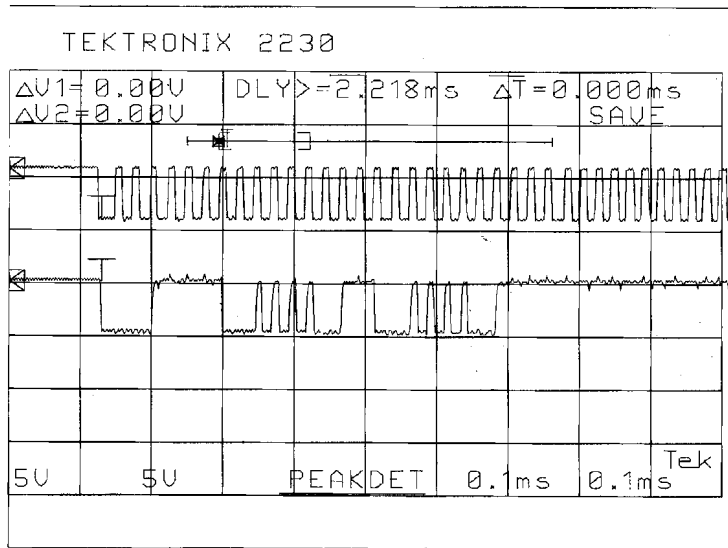 TEKTRONIX 2230
ΔV1=0.00V DLY>=2.218ms ΔT=0.000ms
ΔV2=0.00V SAVE
Tek
5V 5V PEAKDET 0.1ms 0.1ms